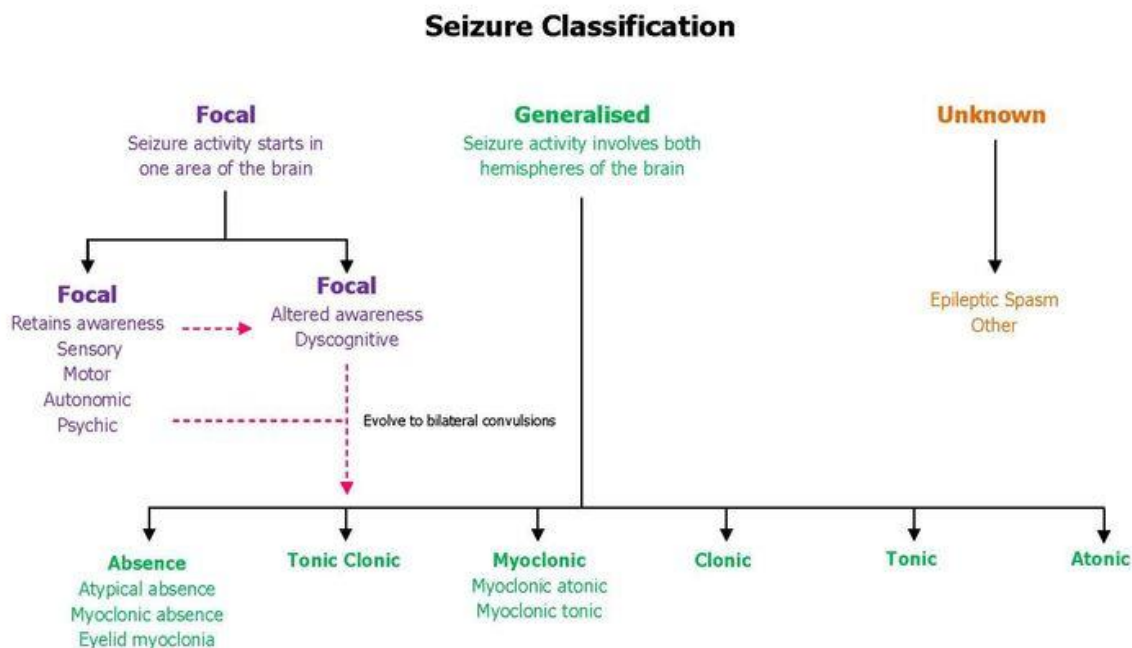 Seizure Classification
Focal
Seizure activity starts in
one area of the brain
Generalised
Seizure activity involves both
hemispheres of the brain
Unknown
Focal
Retains awareness
Sensory
Motor
Autonomic
Psychic
Focal
Altered awareness
Dyscognitive
Epileptic Spasm
Other
Evolve to bilateral convulsions
Absence
Atypical absence
Myoclonic absence
Eyelid myoclonia
Tonic Clonic
Myoclonic
Myoclonic atonic
Myoclonic tonic
Clonic
Tonic
Atonic